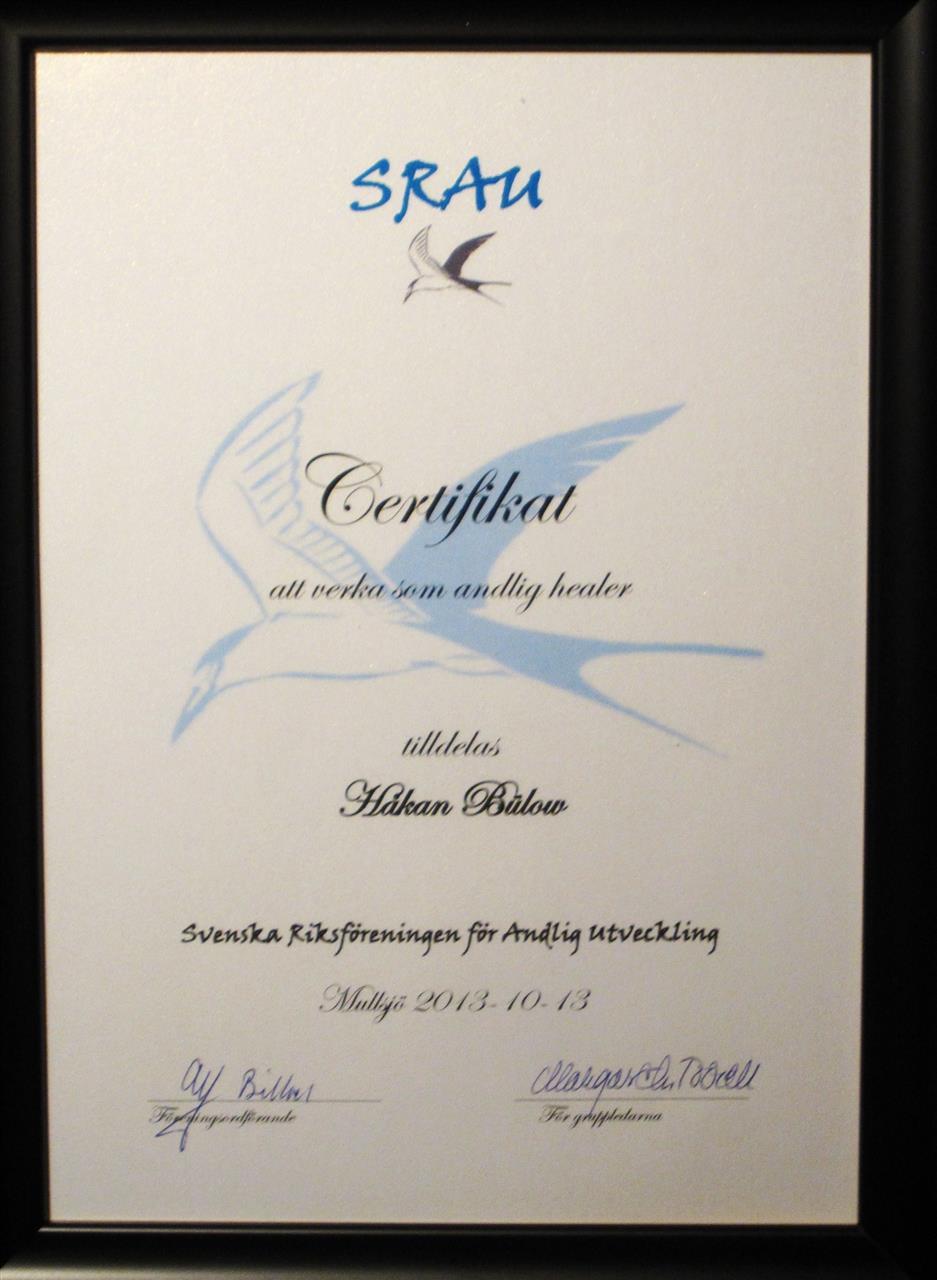 SRAU
Certifikat
att verka som andlig healer
tilldelas
Håkan Bülow
Svenska Riksföreningen för Andlig Utveckling
Mullsjö 2013-10-13
Alf
Föreningsordförande
För gruppledarna